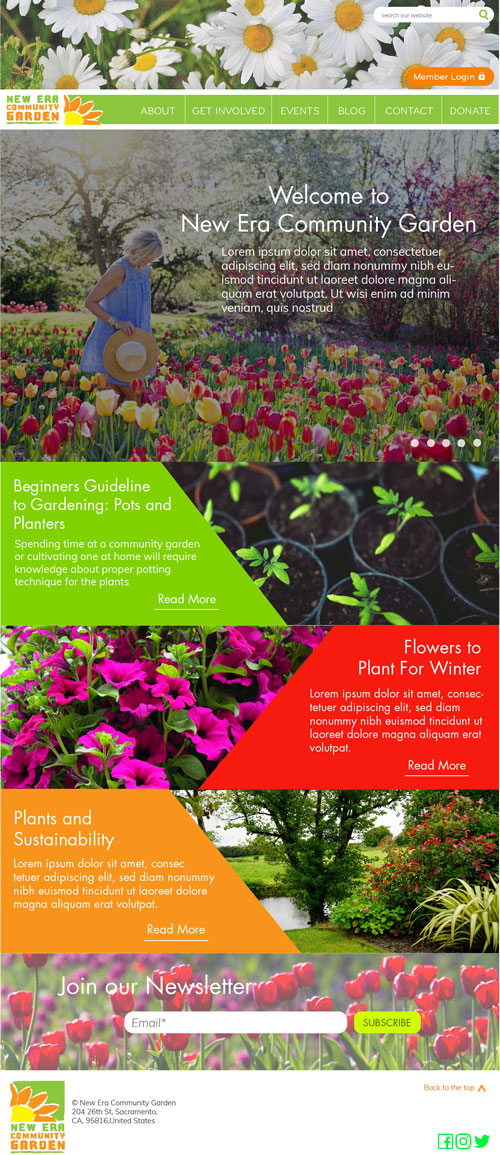 search our website
Member Login
NEW ERA
COMMUNITY
GARDEN
ABOUT
GET INVOLVED
EVENTS
BLOG
CONTACT
DONATE
Welcome to
New Era Community Garden
Lorem ipsum dolor sit amet, consectetuer
adipiscing elit, sed diam nonummy nibh eu-
ismod tincidunt ut laoreet dolore magna ali-
quam erat volutpat. Ut wisi enim ad minim
veniam, quis nostrud
Beginners Guideline
to Gardening: Pots and
Planters
Spending time at a community garden
or cultivating one at home will require
knowledge about proper potting
technique for the plants
Read More
Flowers to
Plant For Winter
Lorem ipsum dolor sit amet, consec-
tetuer adipiscing elit, sed diam
nonummy nibh euismod tincidunt ut
laoreet dolore magna aliquam erat
volutpat.
Read More
Plants and
Sustainability
Lorem ipsum dolor sit amet, consec
tetuer adipiscing elit, sed diam nonummy
nibh euismod tincidunt ut laoreet dolore
magna aliquam erat volutpat.
Read More
Join our Newsletter
Email*
SUBSCRIBE
NEW ERA
COMMUNITY
GARDEN
© New Era Community Garden
204 26th St, Sacramento,
CA, 95816,United States
Back to the top